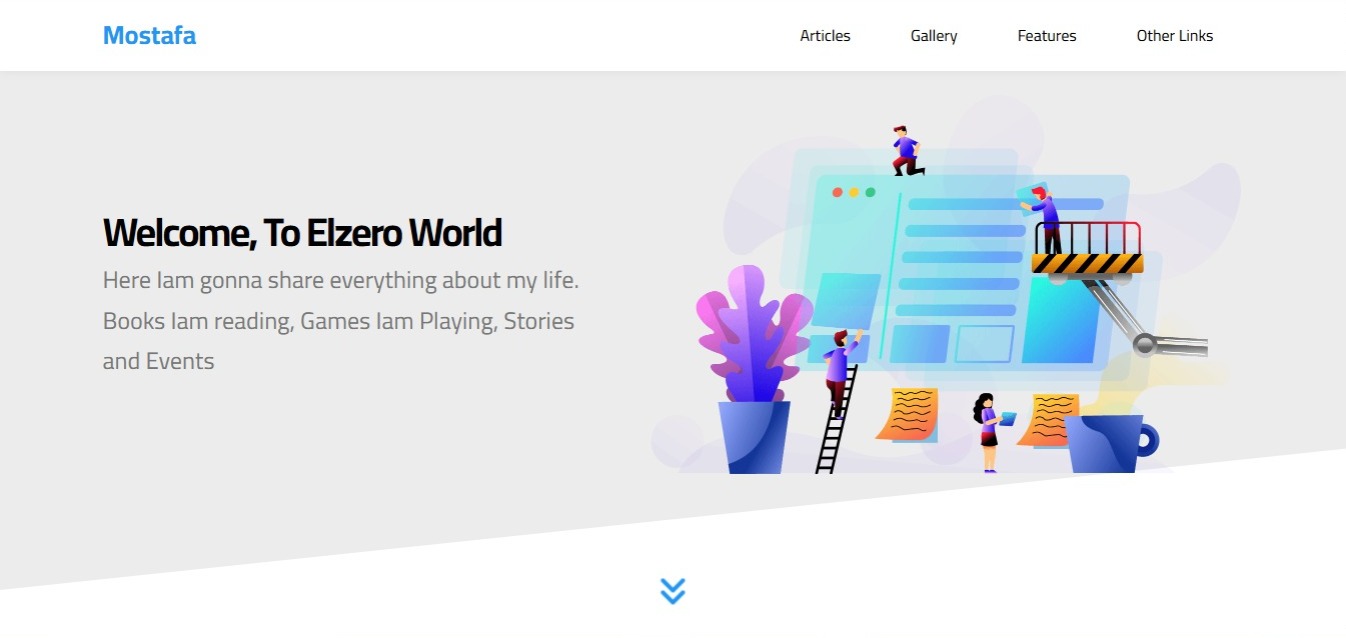 Mostafa
Articles
Gallery
Features
Other Links
Welcome, To Elzero World
Here Iam gonna share everything about my life.
Books Iam reading, Games Iam Playing, Stories
and Events